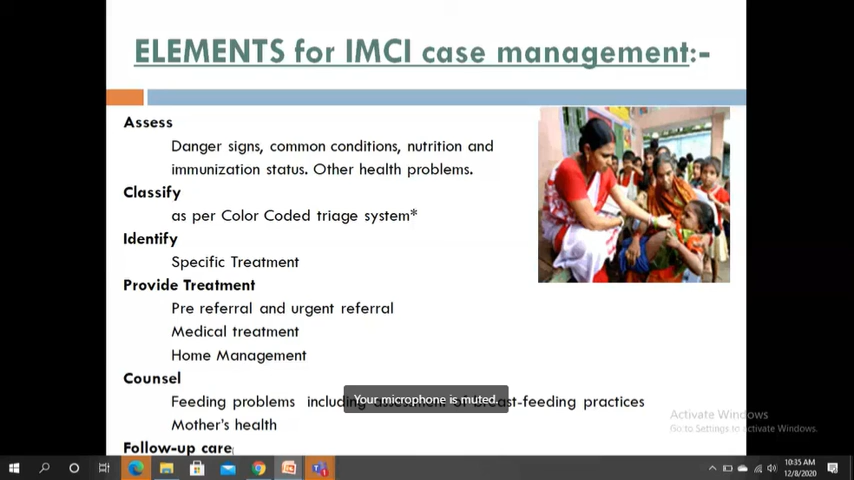 ELEMENTS for IMCI case management:-
Assess
Danger signs, common conditions, nutrition and
immunization status. Other health problems.
Classify
as per Color Coded triage system*
Identify
Specific Treatment
Provide Treatment
Pre referral and urgent referral
Medical treatment
Home Management
Counsel
Feeding problems including assessment of breast-feeding practices
Your microphone is muted.
Mother's health
Follow-up care
Activate Windows
Go to Settings to activate Windows.
10:35 AM
12/8/2020